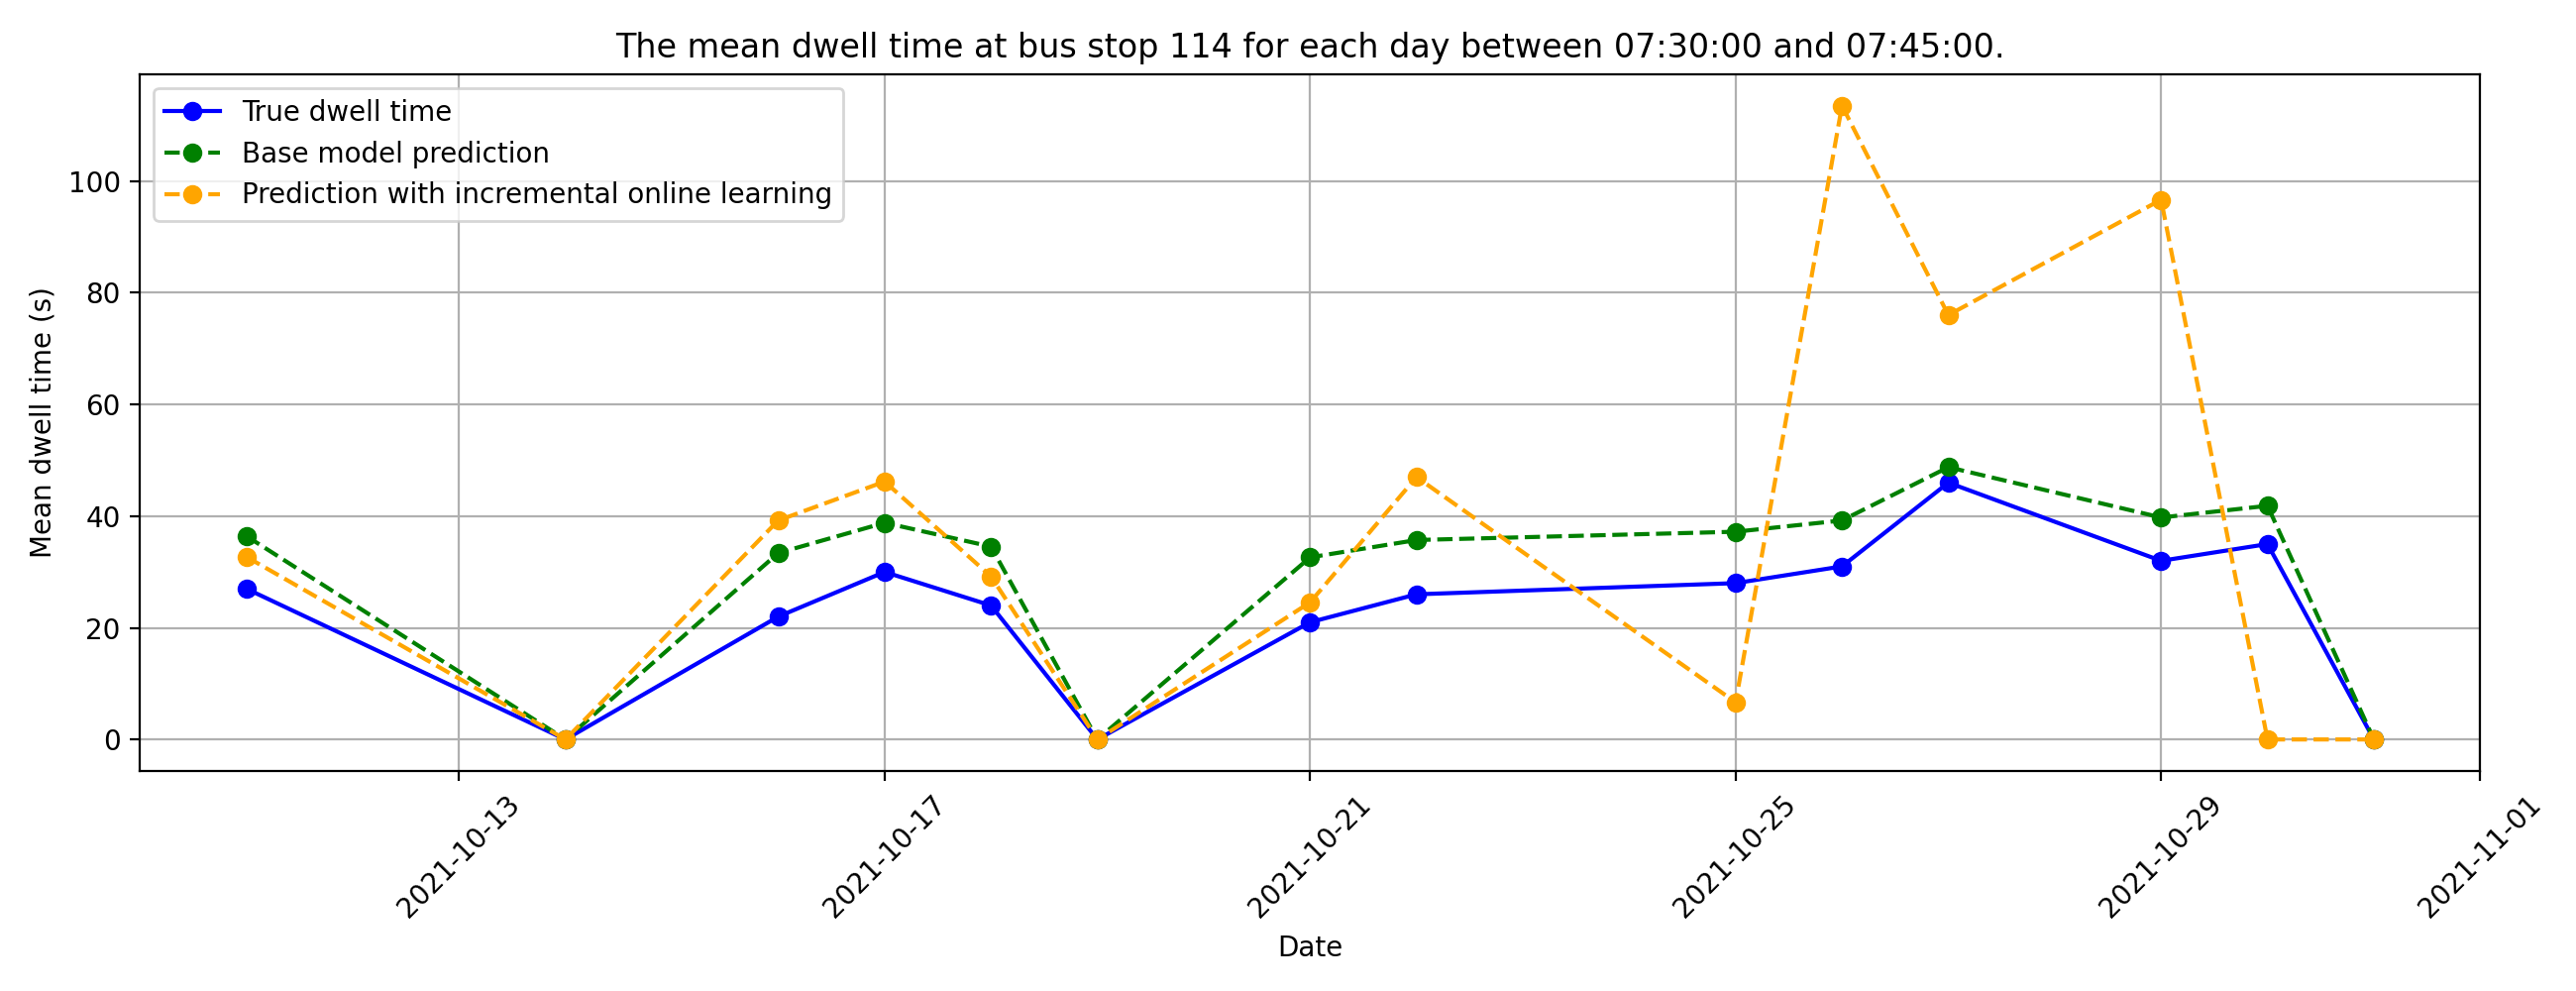 The mean dwell time at bus stop 114 for each day between 07:30:00 and 07:45:00.
True dwell time
Base model prediction
Prediction with incremental online learning
Mean dwell time (s)
100
80
60
40
20
0
2021-10-13
2021-10-17
2021-10-21
2021-10-25
2021-10-29
2021-11-01
Date